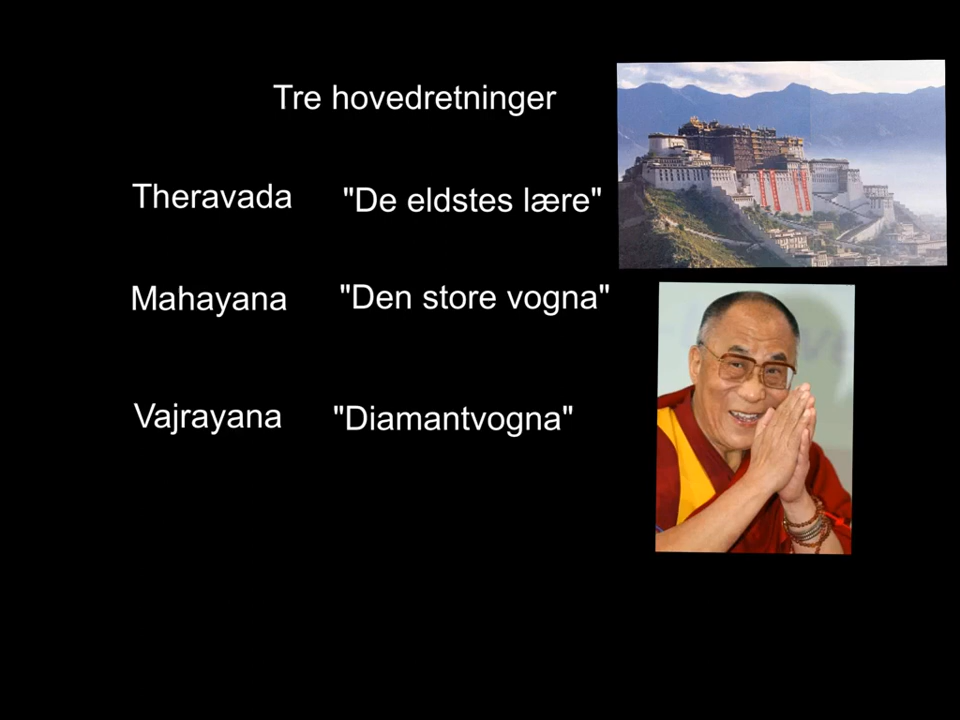 Tre hovedretninger
Theravada "De eldstes lære"
Mahayana "Den store vogna"
Vajrayana "Diamantvogna"